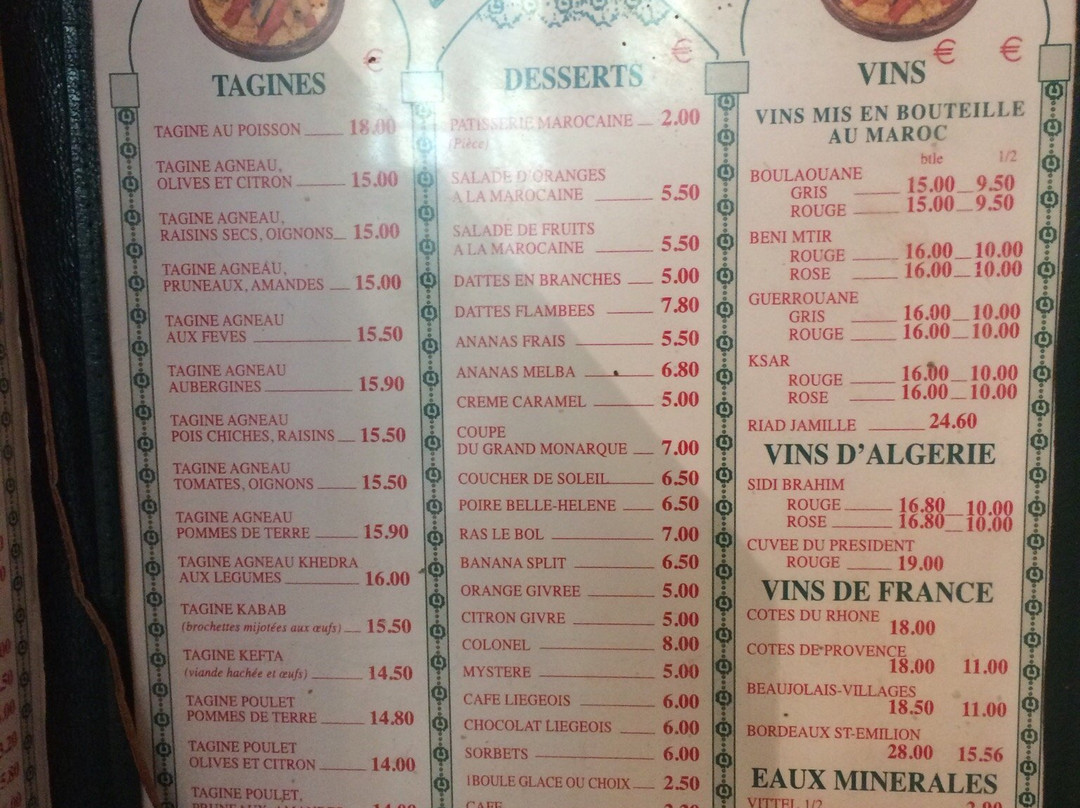 €
TAGINES
TAGINE AU POISSON 18.00
TAGINE AGNEAU,
OLIVES ET CITRON 15.00
TAGINE AGNEAU,
RAISINS SECS, OIGNONS 15.00
TAGINE AGNEAU,
PRUNEAUX, AMANDES 15.00
TAGINE AGNEAU
AUX FEVES 15.50
TAGINE AGNEAU
AUBERGINES 15.90
TAGINE AGNEAU
POIS CHICHES, RAISINS 15.50
TAGINE AGNEAU
TOMATES, OIGNONS 15.50
TAGINE AGNEAU
POMMES DE TERRE 15.90
TAGINE AGNEAU KHEDRA
AUX LEGUMES 16.00
TAGINE KABAB
(brochettes mijotées aux œufs) 15.50
TAGINE KEFTA
(viande hachée et œufs) 14.50
TAGINE POULET
POMMES DE TERRE 14.80
TAGINE POULET
OLIVES ET CITRON 14.00
TAGINE POULET,
€
DESSERTS
PATISSERIE MAROCAINE 2.00
(Pièce)
SALADE D'ORANGES
A LA MAROCAINE 5.50
SALADE DE FRUITS
A LA MAROCAINE 5.50
DATTES EN BRANCHES 5.00
DATTES FLAMBEES 7.80
ANANAS FRAIS 5.50
ANANAS MELBA 6.80
CREME CARAMEL 5.00
COUPE
DU GRAND MONARQUE 7.00
COUCHER DE SOLEIL 6.50
POIRE BELLE-HELENE 6.50
RAS LE BOL 7.00
BANANA SPLIT 6.50
ORANGE GIVREE 5.00
CITRON GIVRE 5.00
COLONEL 8.00
MYSTERE 5.00
CAFE LIEGEOIS 6.00
CHOCOLAT LIEGEOIS 6.00
SORBETS 6.00
1BOULE GLACE OU CHOIX 2.50
CAFE
€ €
VINS
VINS MIS EN BOUTEILLE
AU MAROC
btle 1/2
BOULAOUANE
GRIS 15.00 9.50
ROUGE 15.00 9.50
BENI MTIR
ROUGE 16.00 10.00
ROSE 16.00 10.00
GUERROUANE
GRIS 16.00 10.00
ROUGE 16.00 10.00
KSAR
ROUGE 16.00 10.00
ROSE 16.00 10.00
RIAD JAMILLE 24.60
VINS D'ALGERIE
SIDI BRAHIM
ROUGE 16.80 10.00
ROSE 16.80 10.00
CUVEE DU PRESIDENT
ROUGE 19.00
VINS DE FRANCE
COTES DU RHONE
18.00
COTES DE PROVENCE
18.00 11.00
BEAUJOLAIS-VILLAGES
18.50 11.00
BORDEAUX ST-EMILION
28.00 15.56
EAUX MINERALES
VITTEL 1/2